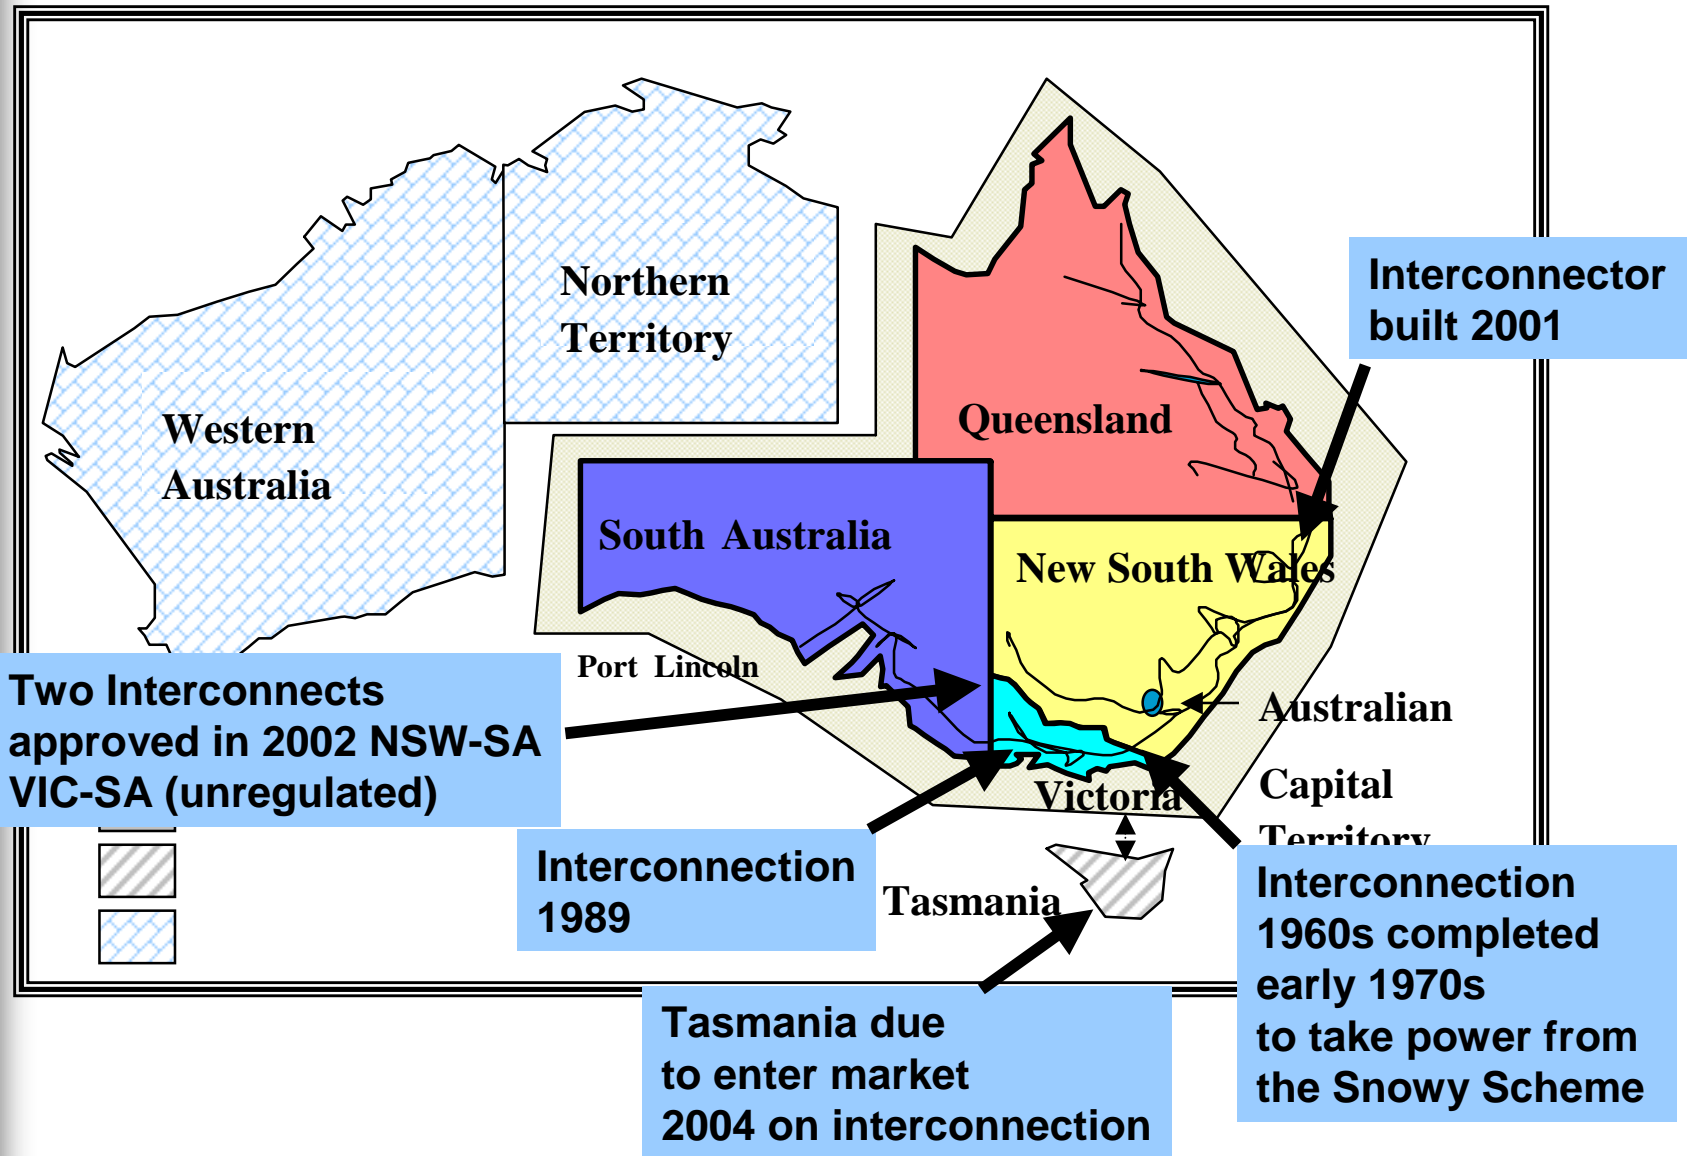 Northern
Territory
Interconnector
built 2001
Western
Australia
Queensland
South Australia
New South Wales
Port Lincoln
Two Interconnects
approved in 2002 NSW-SA
VIC-SA (unregulated)
Australian
Capital
Territory
Victoria
Interconnection
1989
Tasmania
Interconnection
1960s completed
early 1970s
to take power from
the Snowy Scheme
Tasmania due
to enter market
2004 on interconnection